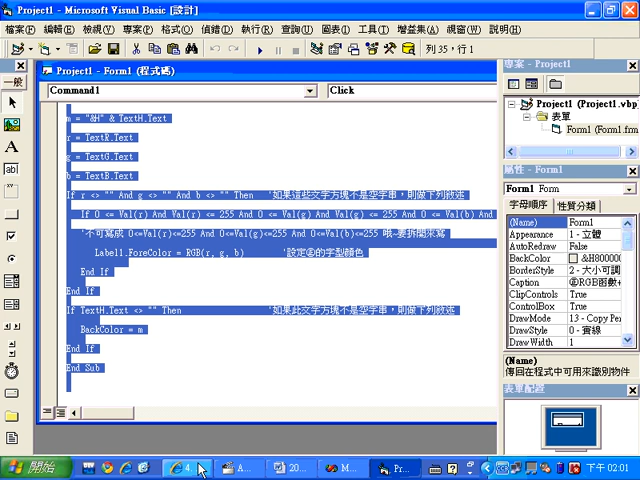 Project1 - Microsoft Visual Basic [設計]
檔案(F) 編輯(E) 檢視(V) 專案(P) 格式(O) 偵錯(D) 執行(R) 查詢(U) 圖表(I) 工具(T) 增益集(A) 視窗(W) 說明(H)
列 35，行 1
一般
Project1 - Form1 (程式碼)
Command1 Click
m = "&H" & TextH.Text
r = TextR.Text
g = TextG.Text
b = TextB.Text
If r <> "" And g <> "" And b <> "" Then '如果這些文字方塊不是空字串，則做下列敘述
If 0 <= Val(r) And Val(r) <= 255 And 0 <= Val(g) And Val(g) <= 255 And 0 <= Val(b) And
'不可寫成 0<=Val(r)<=255 And 0<=Val(g)<=255 And 0<=Val(b)<=255 哦~要拆開來寫
Label1.ForeColor = RGB(r, g, b) '設定㊣的字型顏色
End If
End If
If TextH.Text <> "" Then '如果此文字方塊不是空字串，則做下列敘述
BackColor = m
End If
End Sub
專案 - Project1
Project1 (Project1.vbp)
表單
Form1 (Form1.frm
屬性 - Form1
Form1 Form
字母順序 性質分類
(Name) Form1
Appearance 1 - 立體
AutoRedraw False
BackColor &H800000
BorderStyle 2 - 大小可調
Caption ㊣RGB函數+
ClipControls True
ControlBox True
DrawMode 13 - Copy Pen
DrawStyle 0 - 實線
DrawWidth 1
(Name)
傳回在程式中可用來識別物件
表單配置
開始 4. A... 20... M... Pr... 下午 02:01